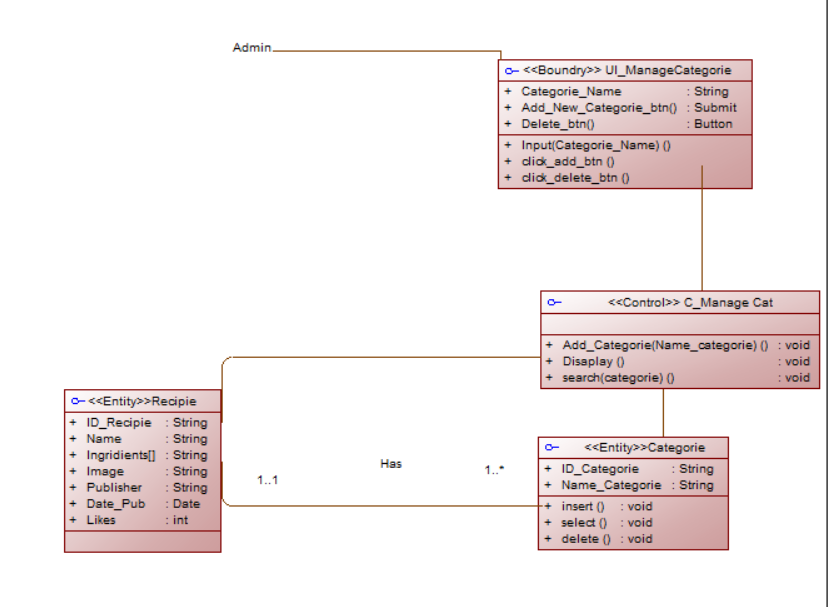 Admin
<<Boundry>> UI_ManageCategorie
+ Categorie_Name : String
+ Add_New_Categorie_btn() : Submit
+ Delete_btn() : Button
+ Input(Categorie_Name) ()
+ click_add_btn ()
+ click_delete_btn ()
<<Control>> C_Manage Cat
+ Add_Categorie(Name_categorie) () : void
+ Disaplay () : void
+ search(categorie) () : void
<<Entity>>Recipie
+ ID_Recipie : String
+ Name : String
+ Ingridients[] : String
+ Image : String
+ Publisher : String
+ Date_Pub : Date
+ Likes : int
1..1
Has
1..*
<<Entity>>Categorie
+ ID_Categorie : String
+ Name_Categorie : String
+ insert () : void
+ select () : void
+ delete () : void